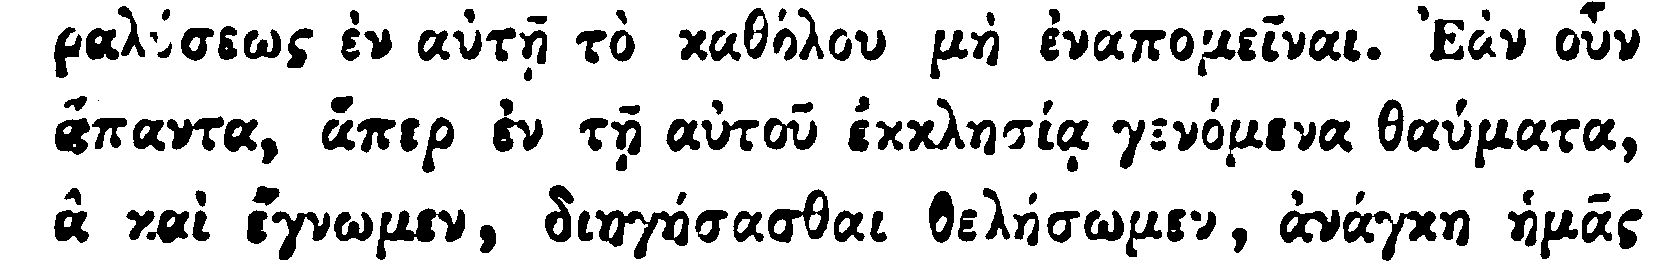 ραλύσεως ἐν αὐτῇ τὸ καθόλου μὴ ἐναπομεῖναι. Ἐὰν οὖν
ἅπαντα, ἅπερ ἐν τῇ αὐτοῦ ἐκκλησίᾳ γενόμενα θαύματα,
ἃ καὶ ἔγνωμεν, διηγήσασθαι θελήσωμεν, ἀνάγκη ἡμᾶς